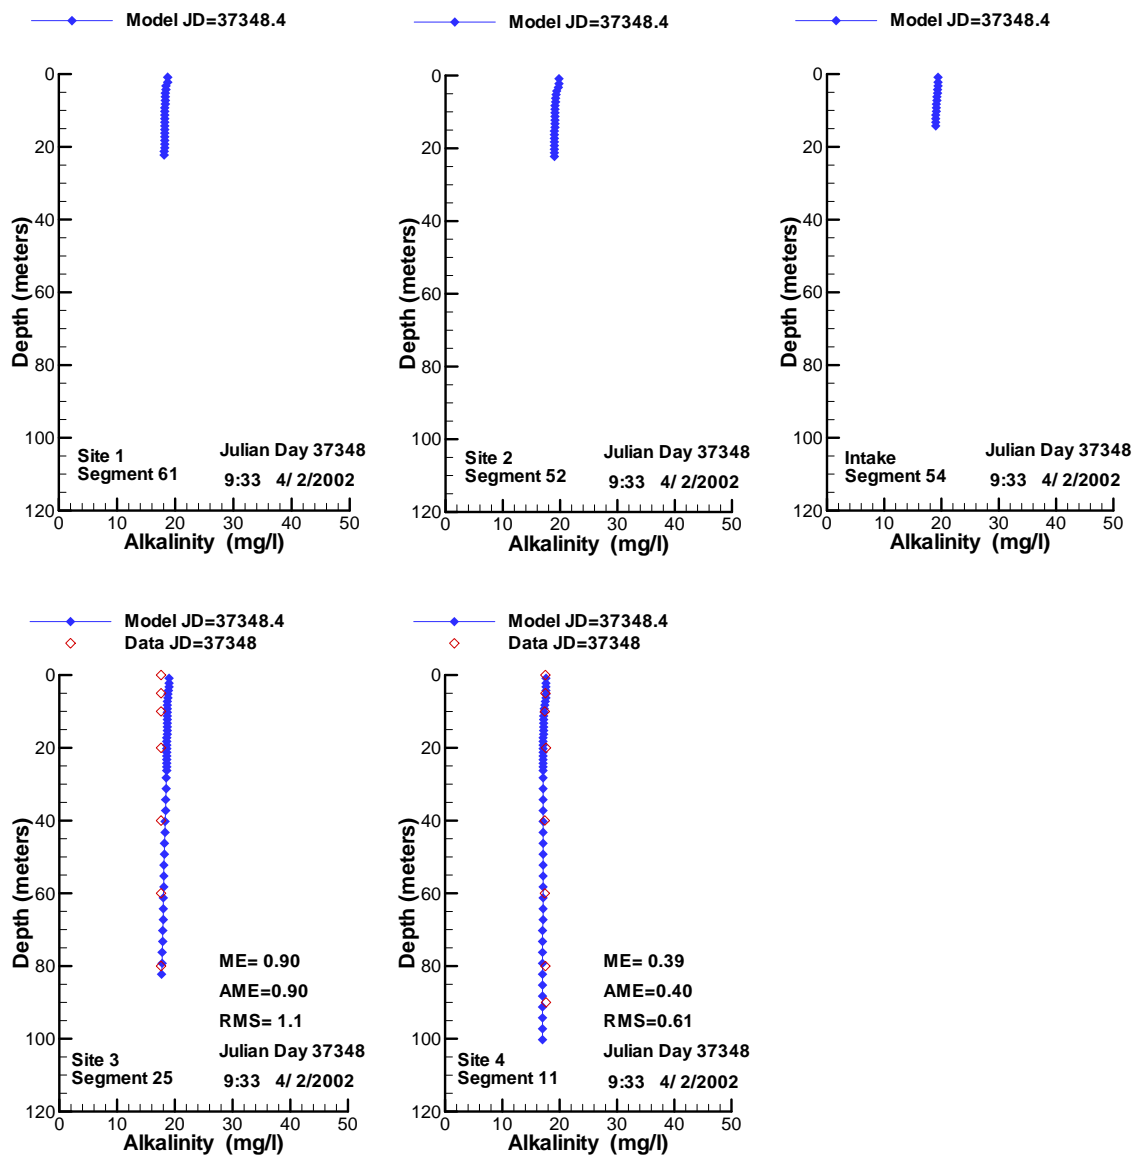 Model JD=37348.4
0
20
40
60
80
100
120
Depth (meters)
Site 1
Segment 61
Julian Day 37348
9:33 4/ 2/2002
0 10 20 30 40 50
Alkalinity (mg/l)
Model JD=37348.4
0
20
40
60
80
100
120
Depth (meters)
Site 2
Segment 52
Julian Day 37348
9:33 4/ 2/2002
0 10 20 30 40 50
Alkalinity (mg/l)
Model JD=37348.4
0
20
40
60
80
100
120
Depth (meters)
Intake
Segment 54
Julian Day 37348
9:33 4/ 2/2002
0 10 20 30 40 50
Alkalinity (mg/l)
Model JD=37348.4
Data JD=37348
0
20
40
60
80
100
120
Depth (meters)
ME= 0.90
AME=0.90
RMS= 1.1
Site 3
Segment 25
Julian Day 37348
9:33 4/ 2/2002
0 10 20 30 40 50
Alkalinity (mg/l)
Model JD=37348.4
Data JD=37348
0
20
40
60
80
100
120
Depth (meters)
ME= 0.39
AME=0.40
RMS=0.61
Site 4
Segment 11
Julian Day 37348
9:33 4/ 2/2002
0 10 20 30 40 50
Alkalinity (mg/l)